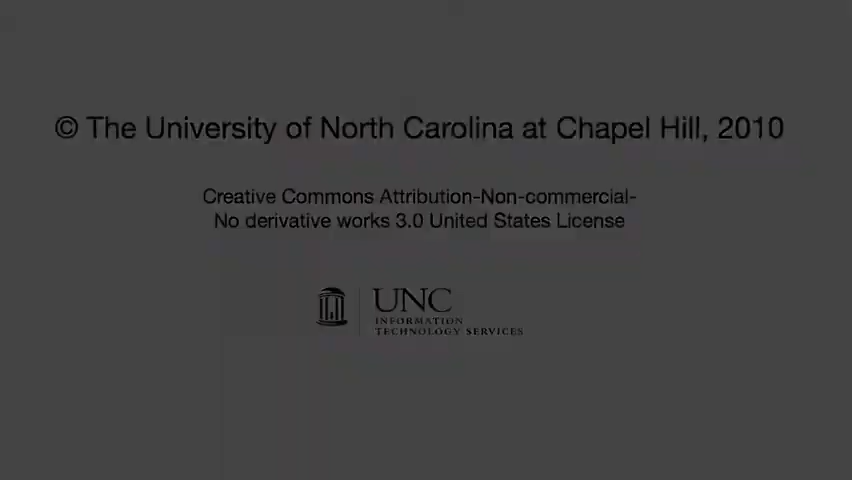 © The University of North Carolina at Chapel Hill, 2010
Creative Commons Attribution-Non-commercial-
No derivative works 3.0 United States License
UNC
INFORMATION
TECHNOLOGY SERVICES